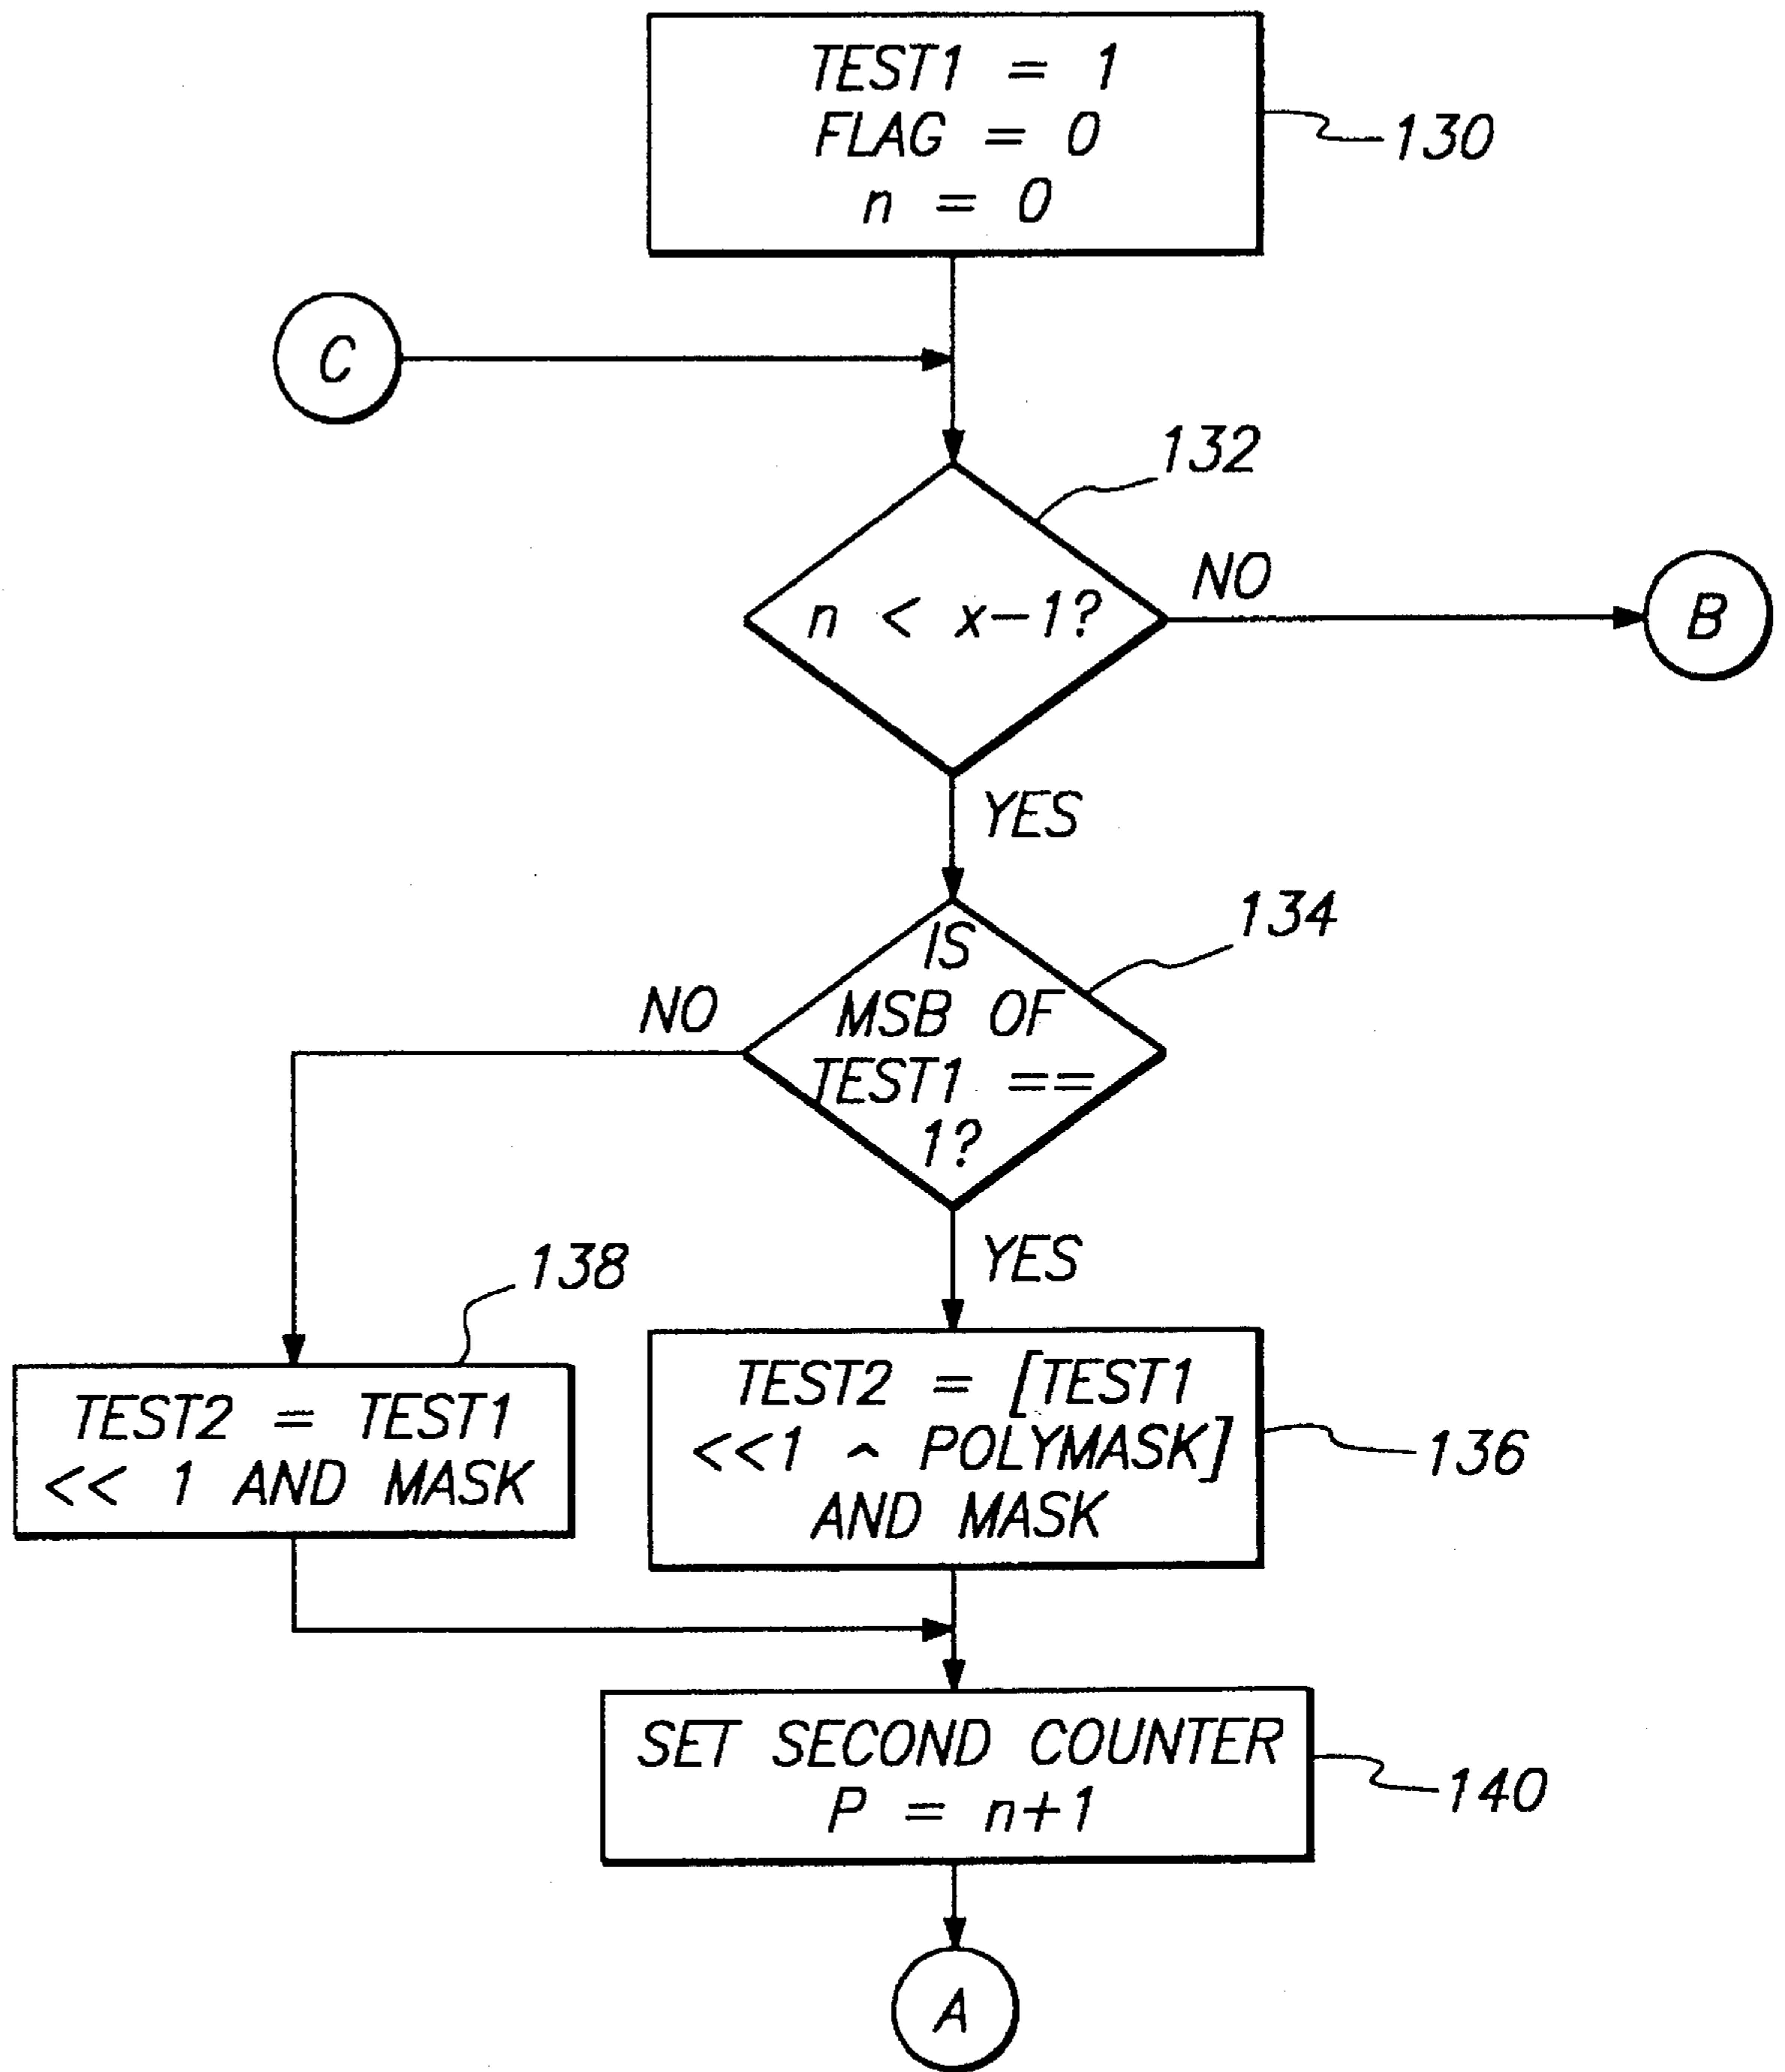 TEST1 = 1
FLAG = 0
n = 0
130
C
132
n < x-1?
NO
B
YES
134
IS
MSB OF
TEST1 ==
1?
NO
YES
138
TEST2 = TEST1
<< 1 AND MASK
TEST2 = [TEST1
<<1 ^ POLYMASK]
AND MASK
136
SET SECOND COUNTER
P = n+1
140
A